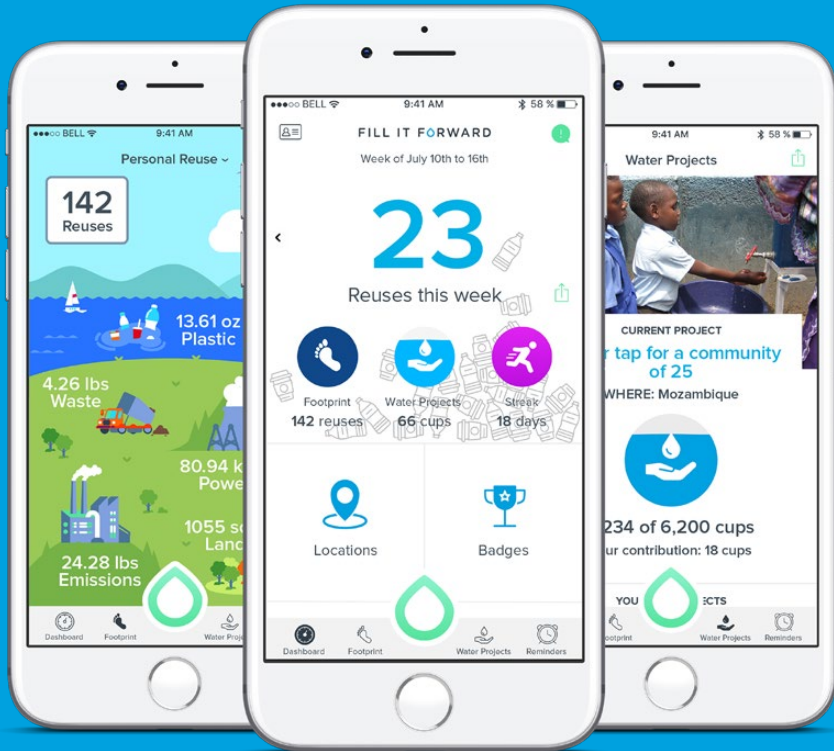 ●●●○○ BELL
9:41 AM
Personal Reuse
142
Reuses
13.61 oz
Plastic
4.26 lbs
Waste
80.94 k
Powe
1055 s
Land
24.28 lbs
Emissions
Dashboard
Footprint
Water Proj
●●●○○ BELL
9:41 AM
58 %
FILL IT FORWARD
Week of July 10th to 16th
23
Reuses this week
Footprint
Water Projects
Streak
142 reuses
66 cups
18 days
Locations
Badges
Dashboard
Footprint
Water Projects
Reminders
9:41 AM
58 %
Water Projects
CURRENT PROJECT
r tap for a community
of 25
WHERE: Mozambique
234 of 6,200 cups
ur contribution: 18 cups
YOU
ECTS
otprint
Water Projects
Reminders